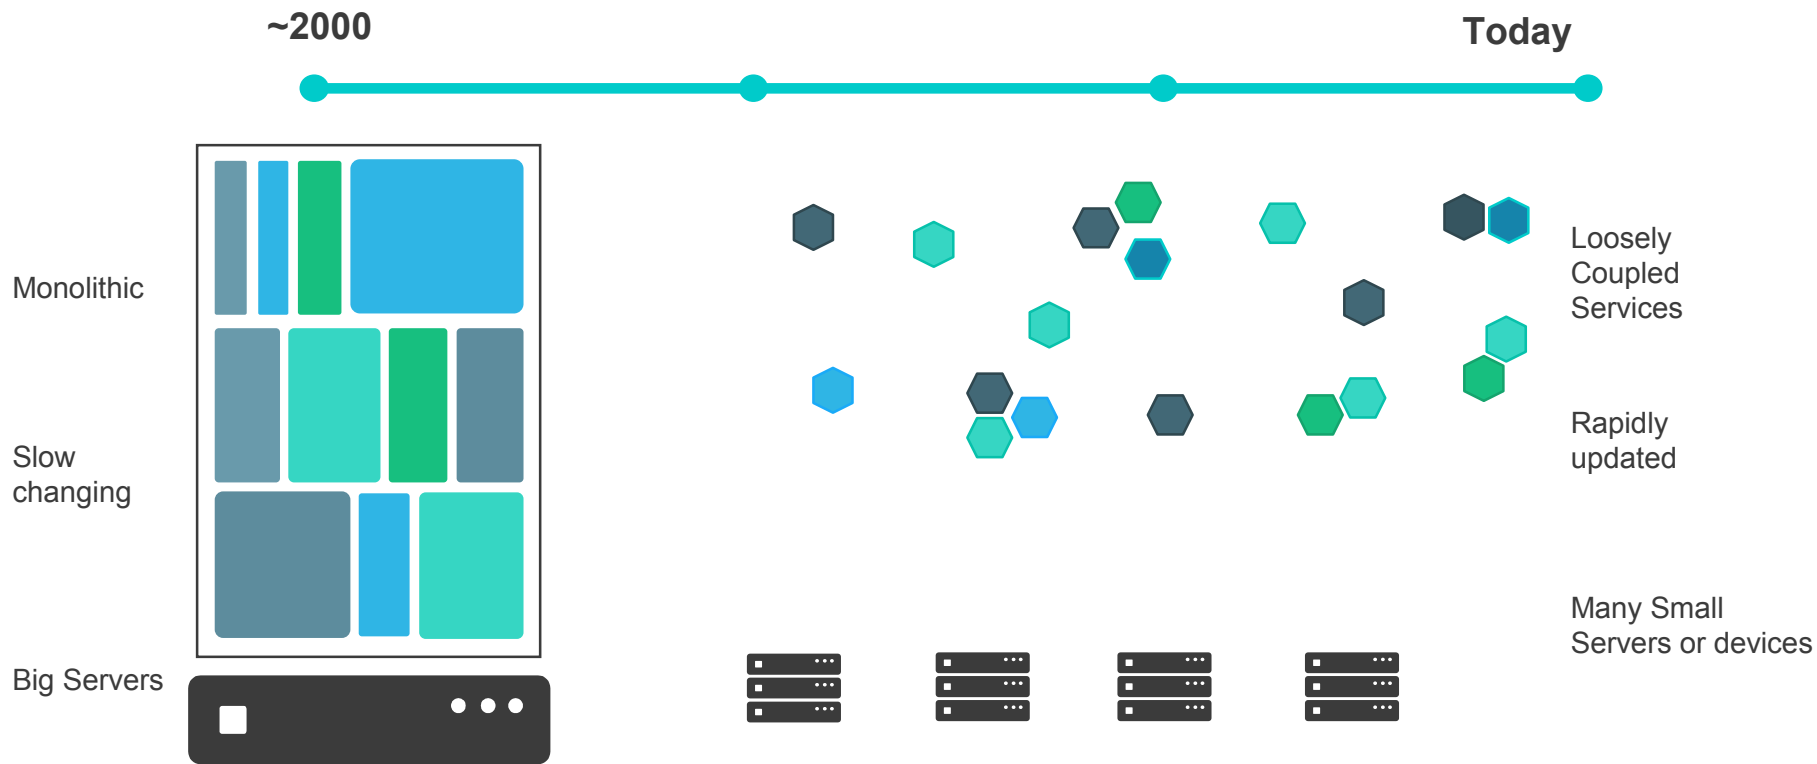 ~2000
Today
Monolithic
Slow
changing
Big Servers
Loosely
Coupled
Services
Rapidly
updated
Many Small
Servers or devices